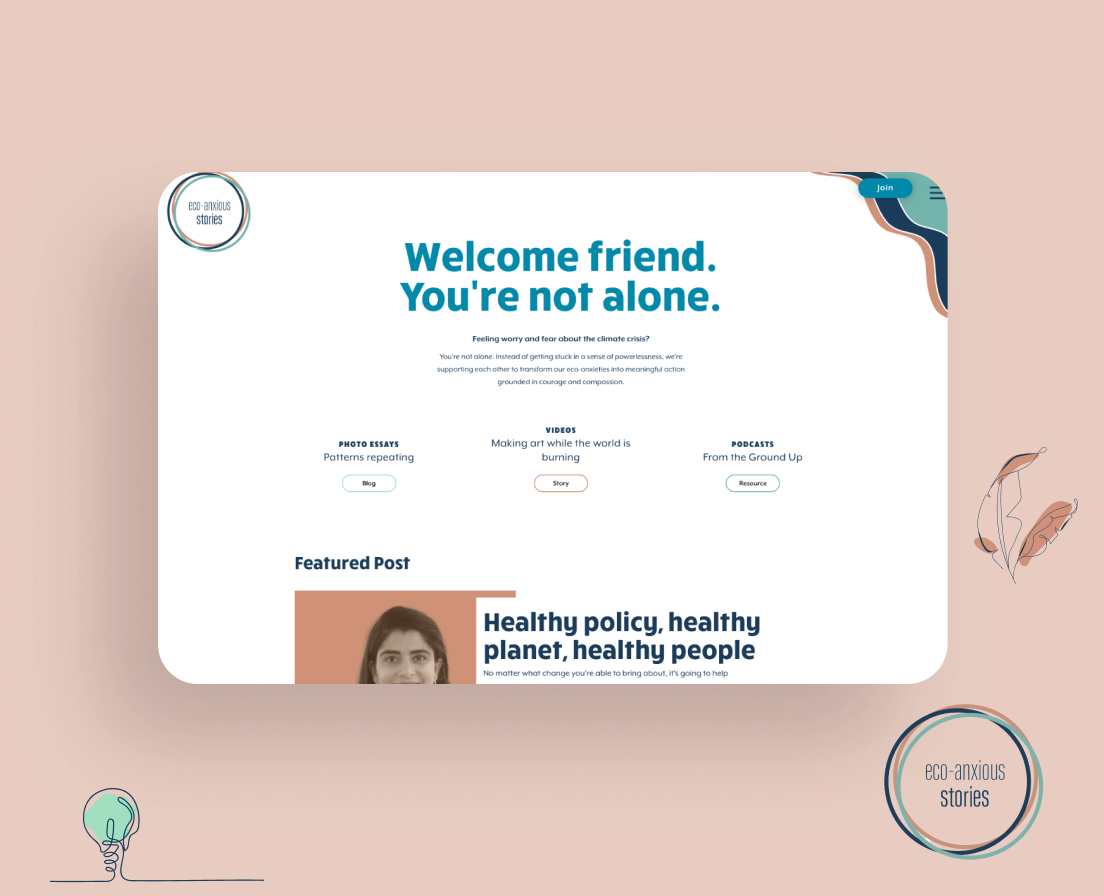 eco-anxious
stories
Join
Welcome friend.
You're not alone.
Feeling worry and fear about the climate crisis?
You're not alone. Instead of getting stuck in a sense of powerlessness, we're
supporting each other to transform our eco-anxieties into meaningful action
grounded in courage and compassion.
PHOTO ESSAYS
Patterns repeating
Blog
VIDEOS
Making art while the world is
burning
Story
PODCASTS
From the Ground Up
Resource
Featured Post
Healthy policy, healthy
planet, healthy people
No matter what change you're able to bring about, it's going to help
eco-anxious
stories